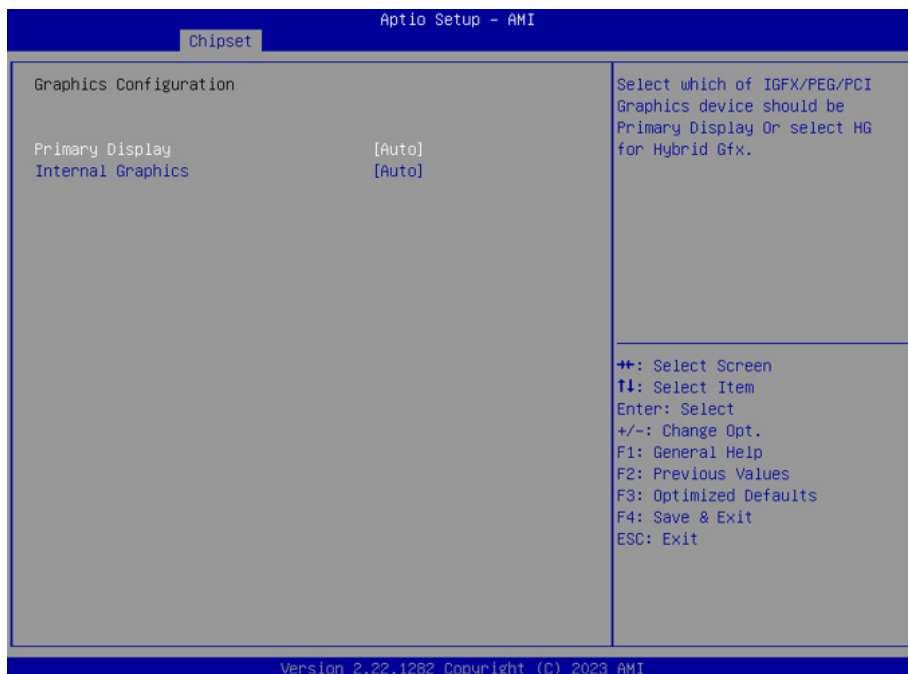 Aptio Setup – AMI
Chipset
Graphics Configuration
Primary Display [Auto]
Internal Graphics [Auto]
Select which of IGFX/PEG/PCI
Graphics device should be
Primary Display Or select HG
for Hybrid Gfx.
→←: Select Screen
↑↓: Select Item
Enter: Select
+/-: Change Opt.
F1: General Help
F2: Previous Values
F3: Optimized Defaults
F4: Save & Exit
ESC: Exit
Version 2.22.1282 Copyright (C) 2023 AMI